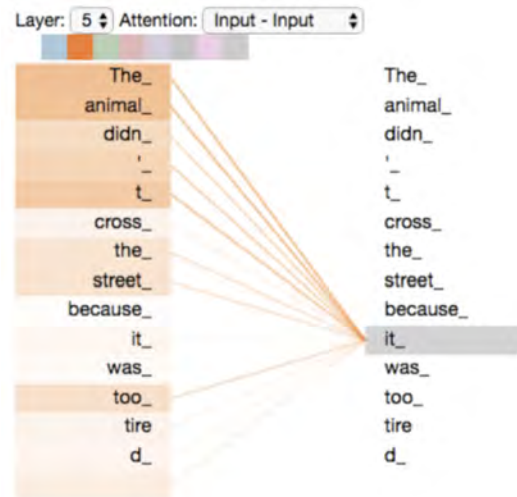 Layer: 5 Attention: Input - Input
The_ The_
animal_ animal_
didn_ didn_
'_ '_
t_ t_
cross_ cross_
the_ the_
street_ street_
because_ because_
it_ it_
was_ was_
too_ too_
tire tire
d_ d_